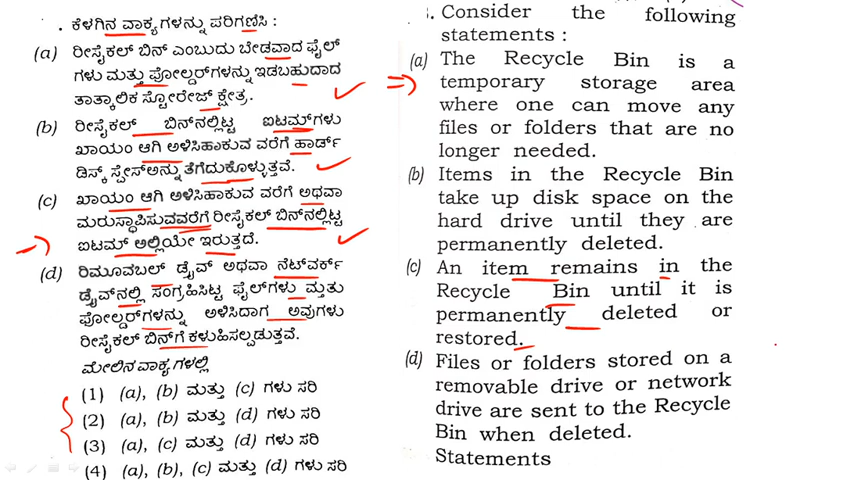 . ಕೆಳಗಿನ ವಾಕ್ಯಗಳನ್ನು ಪರಿಗಣಿಸಿ :
(a) ರೀಸೈಕಲ್ ಬಿನ್ ಎಂಬುದು ಬೇಡವಾದ ಫೈಲ್
ಗಳು ಮತ್ತು ಫೋಲ್ಡರ್‌ಗಳನ್ನು ಇಡಬಹುದಾದ
ತಾತ್ಕಾಲಿಕ ಸ್ಟೋರೇಜ್ ಕ್ಷೇತ್ರ.
(b) ರೀಸೈಕಲ್ ಬಿನ್‌ನಲ್ಲಿಟ್ಟ ಐಟಮ್‌ಗಳು
ಖಾಯಂ ಆಗಿ ಅಳಿಸಿಹಾಕುವ ವರೆಗೆ ಹಾರ್ಡ್
ಡಿಸ್ಕ್ ಸ್ಪೇಸ್ಅನ್ನು ತೆಗೆದುಕೊಳ್ಳುತ್ತವೆ.
(c) ಖಾಯಂ ಆಗಿ ಅಳಿಸಿಹಾಕುವ ವರೆಗೆ ಅಥವಾ
ಮರುಸ್ಥಾಪಿಸುವವರೆಗೆ ರೀಸೈಕಲ್ ಬಿನ್‌ನಲ್ಲಿಟ್ಟ
ಐಟಮ್ ಅಲ್ಲಿಯೇ ಇರುತ್ತದೆ.
(d) ರಿಮೂವಬಲ್ ಡ್ರೈವ್ ಅಥವಾ ನೆಟ್‌ವರ್ಕ್
ಡ್ರೈವ್‌ನಲ್ಲಿ ಸಂಗ್ರಹಿಸಿಟ್ಟ ಫೈಲ್‌ಗಳು ಮ್ತತು
ಫೋಲ್ಡರ್‌ಗಳನ್ನು ಅಳಿಸಿದಾಗ ಅವುಗಳು
ರೀಸೈಕಲ್ ಬಿನ್‌ಗೆ ಕಳುಹಿಸಲ್ಪಡುತ್ತವೆ.
ಮೇಲಿನ ವಾಕ್ಯಗಳಲ್ಲಿ
(1) (a), (b) ಮತ್ತು (c) ಗಳು ಸರಿ
(2) (a), (b) ಮತ್ತು (d) ಗಳು ಸರಿ
(3) (a), (c) ಮತ್ತು (d) ಗಳು ಸರಿ
(4) (a), (b), (c) ಮತ್ತು (d) ಗಳು ಸರಿ
. Consider the following
statements :
(a) The Recycle Bin is a
temporary storage area
where one can move any
files or folders that are no
longer needed.
(b) Items in the Recycle Bin
take up disk space on the
hard drive until they are
permanently deleted.
(c) An item remains in the
Recycle Bin until it is
permanently deleted or
restored.
(d) Files or folders stored on a
removable drive or network
drive are sent to the Recycle
Bin when deleted.
Statements